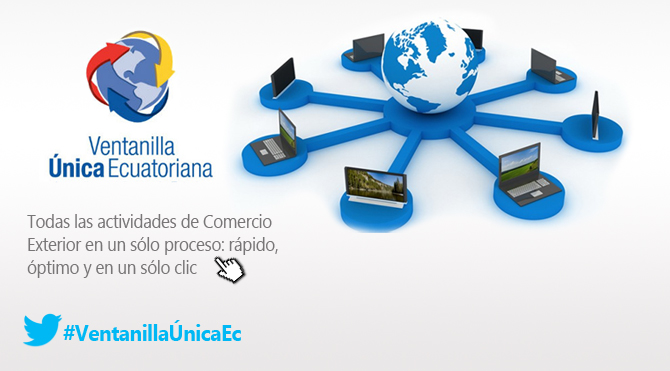 Ventanilla
Única Ecuatoriana
Todas las actividades de Comercio
Exterior en un sólo proceso: rápido,
óptimo y en un sólo clic
#VentanillaÚnicaEc